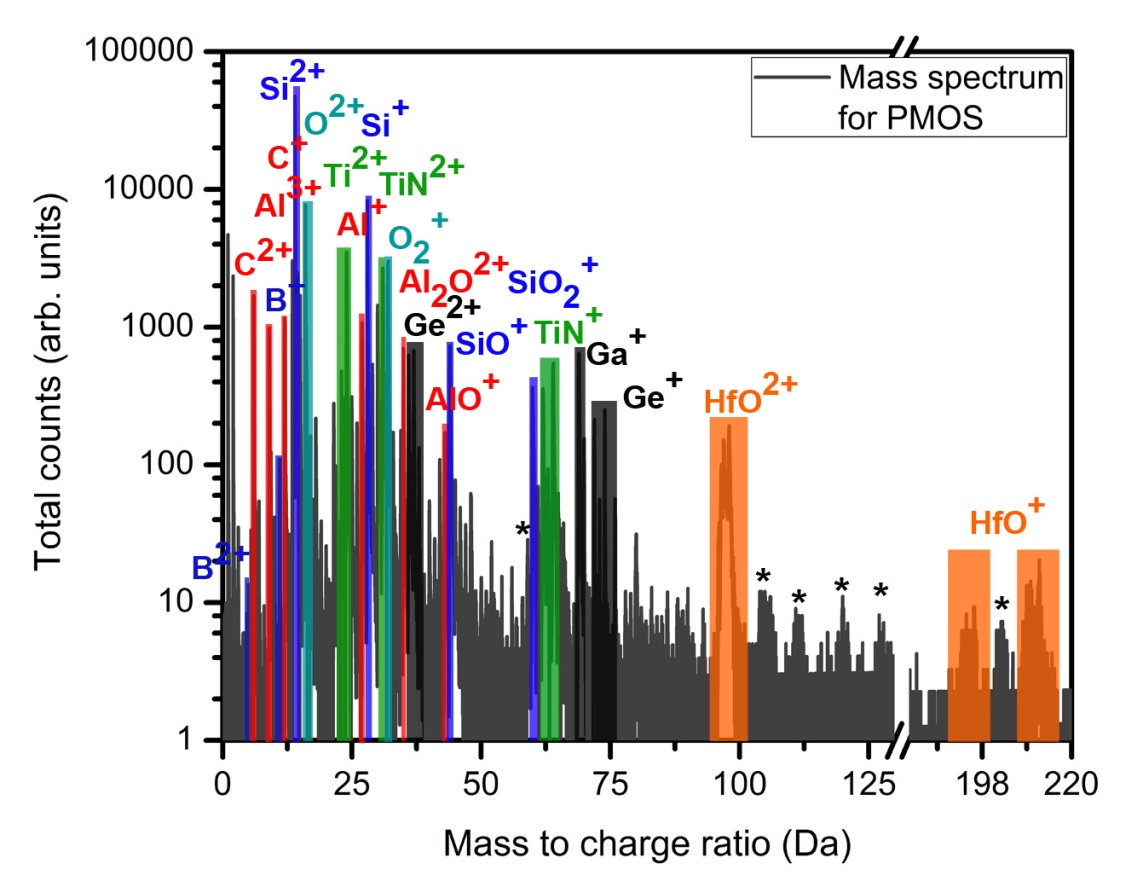 100000
10000
1000
100
10
1
Total counts (arb. units)
Mass spectrum
for PMOS
Si2+
O2+
Si+
C+
Al3+
Ti2+
TiN2+
Al+
O2+
C2+
B+
Al2O2+
SiO2+
Ge2+
SiO+
TiN+
Ga+
AlO+
Ge+
HfO2+
HfO+
B2+
*
*
*
*
*
*
0
25
50
75
100
125
198
220
Mass to charge ratio (Da)